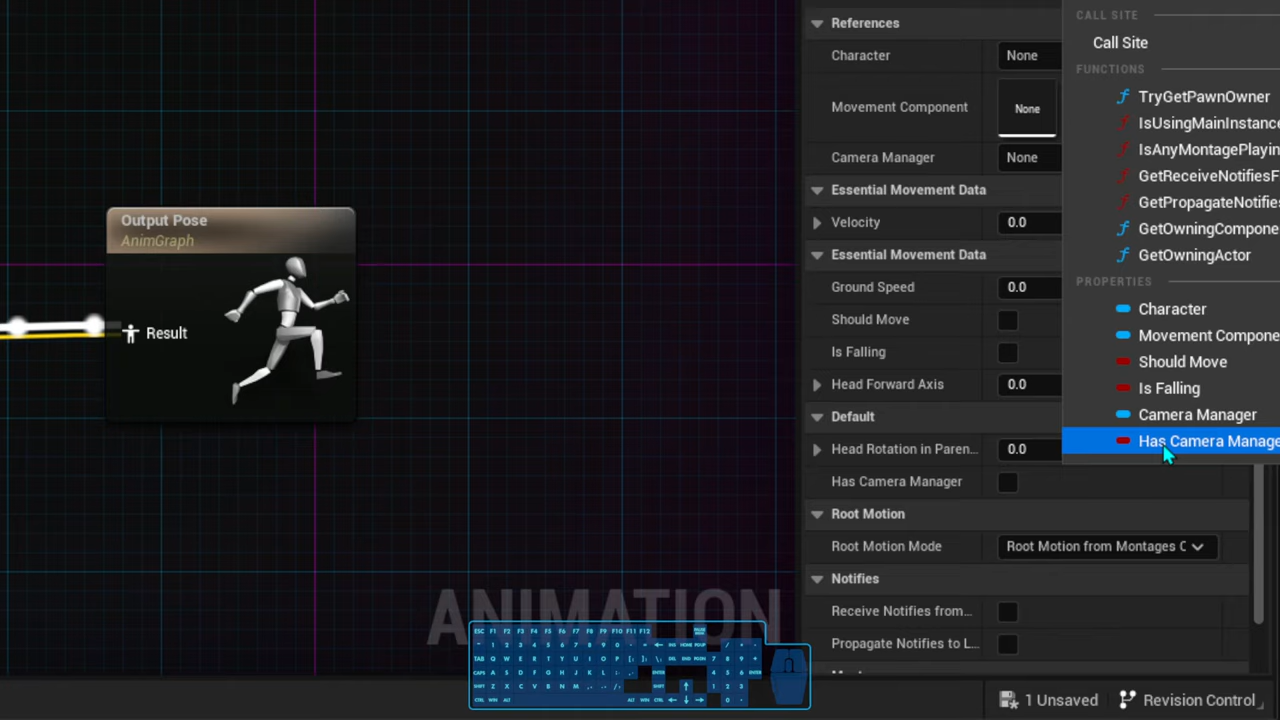 References
Character
None
Movement Component
None
Camera Manager
None
Essential Movement Data
Velocity
0.0
Essential Movement Data
Ground Speed
0.0
Should Move
Is Falling
Head Forward Axis
0.0
Default
Head Rotation in Paren...
0.0
Has Camera Manager
Root Motion
Root Motion Mode
Root Motion from Montages C
Notifies
Receive Notifies from...
Propagate Notifies to L...
CALL SITE
Call Site
FUNCTIONS
TryGetPawnOwner
IsUsingMainInstance
IsAnyMontagePlayin
GetReceiveNotifiesF
GetPropagateNotifies
GetOwningCompone
GetOwningActor
PROPERTIES
Character
Movement Compone
Should Move
Is Falling
Camera Manager
Has Camera Manage
Output Pose
AnimGraph
Result
ANIMATION
1 Unsaved
Revision Control